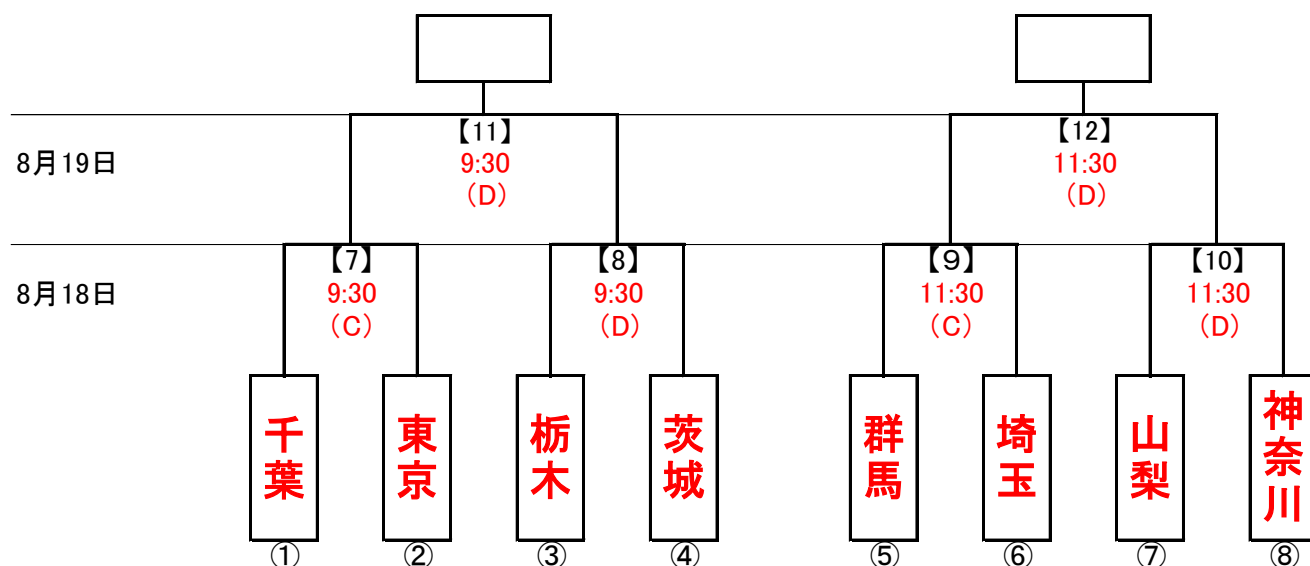 【11】
9:30
（D）
【12】
11:30
（D）
8月19日
【7】
9:30
（C）
【8】
9:30
（D）
【９】
11:30
（C）
【10】
11:30
（D）
8月18日
千葉
東京
栃木
茨城
群馬
埼玉
山梨
神奈川
①
②
③
④
⑤
⑥
⑦
⑧